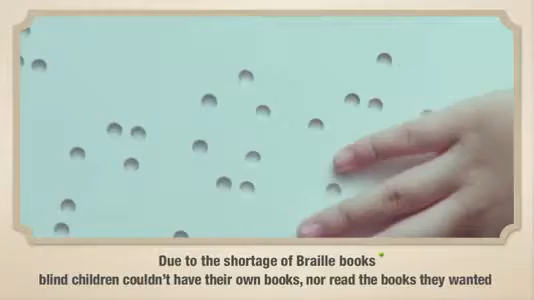 Due to the shortage of Braille books
blind children couldn't have their own books, nor read the books they wanted